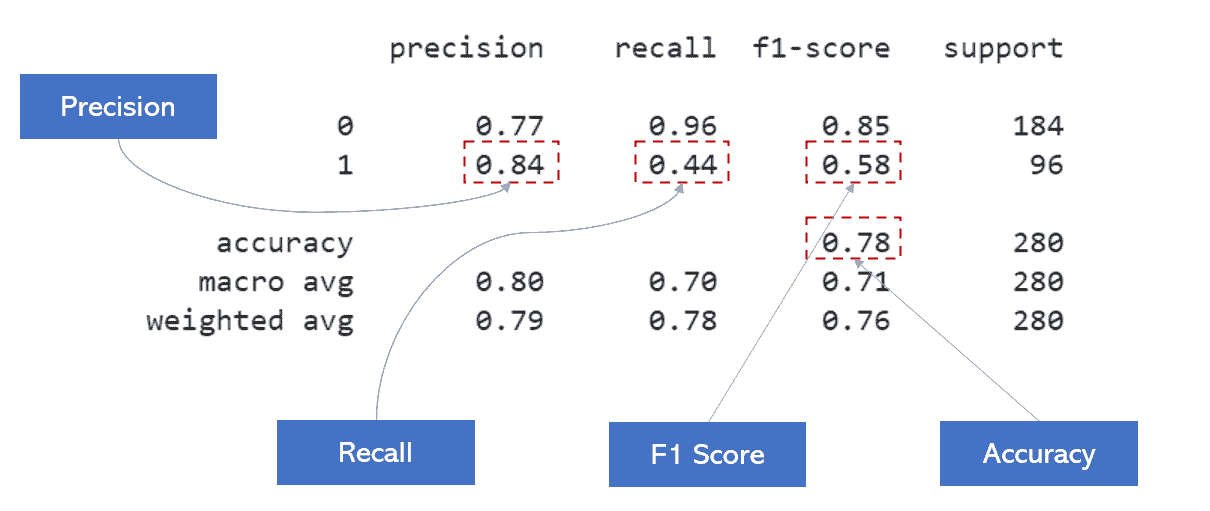 precision recall f1-score support
Precision
0 0.77 0.96 0.85 184
1 0.84 0.44 0.58 96
accuracy 0.78 280
macro avg 0.80 0.70 0.71 280
weighted avg 0.79 0.78 0.76 280
Recall
F1 Score
Accuracy